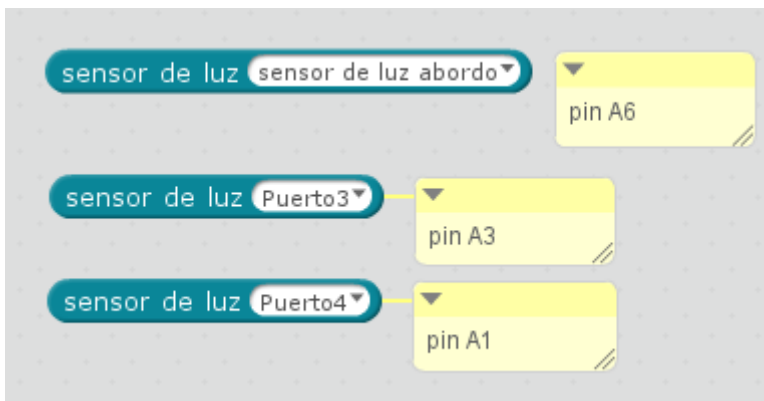 sensor de luz sensor de luz abordo
pin A6
sensor de luz Puerto3
pin A3
sensor de luz Puerto4
pin A1